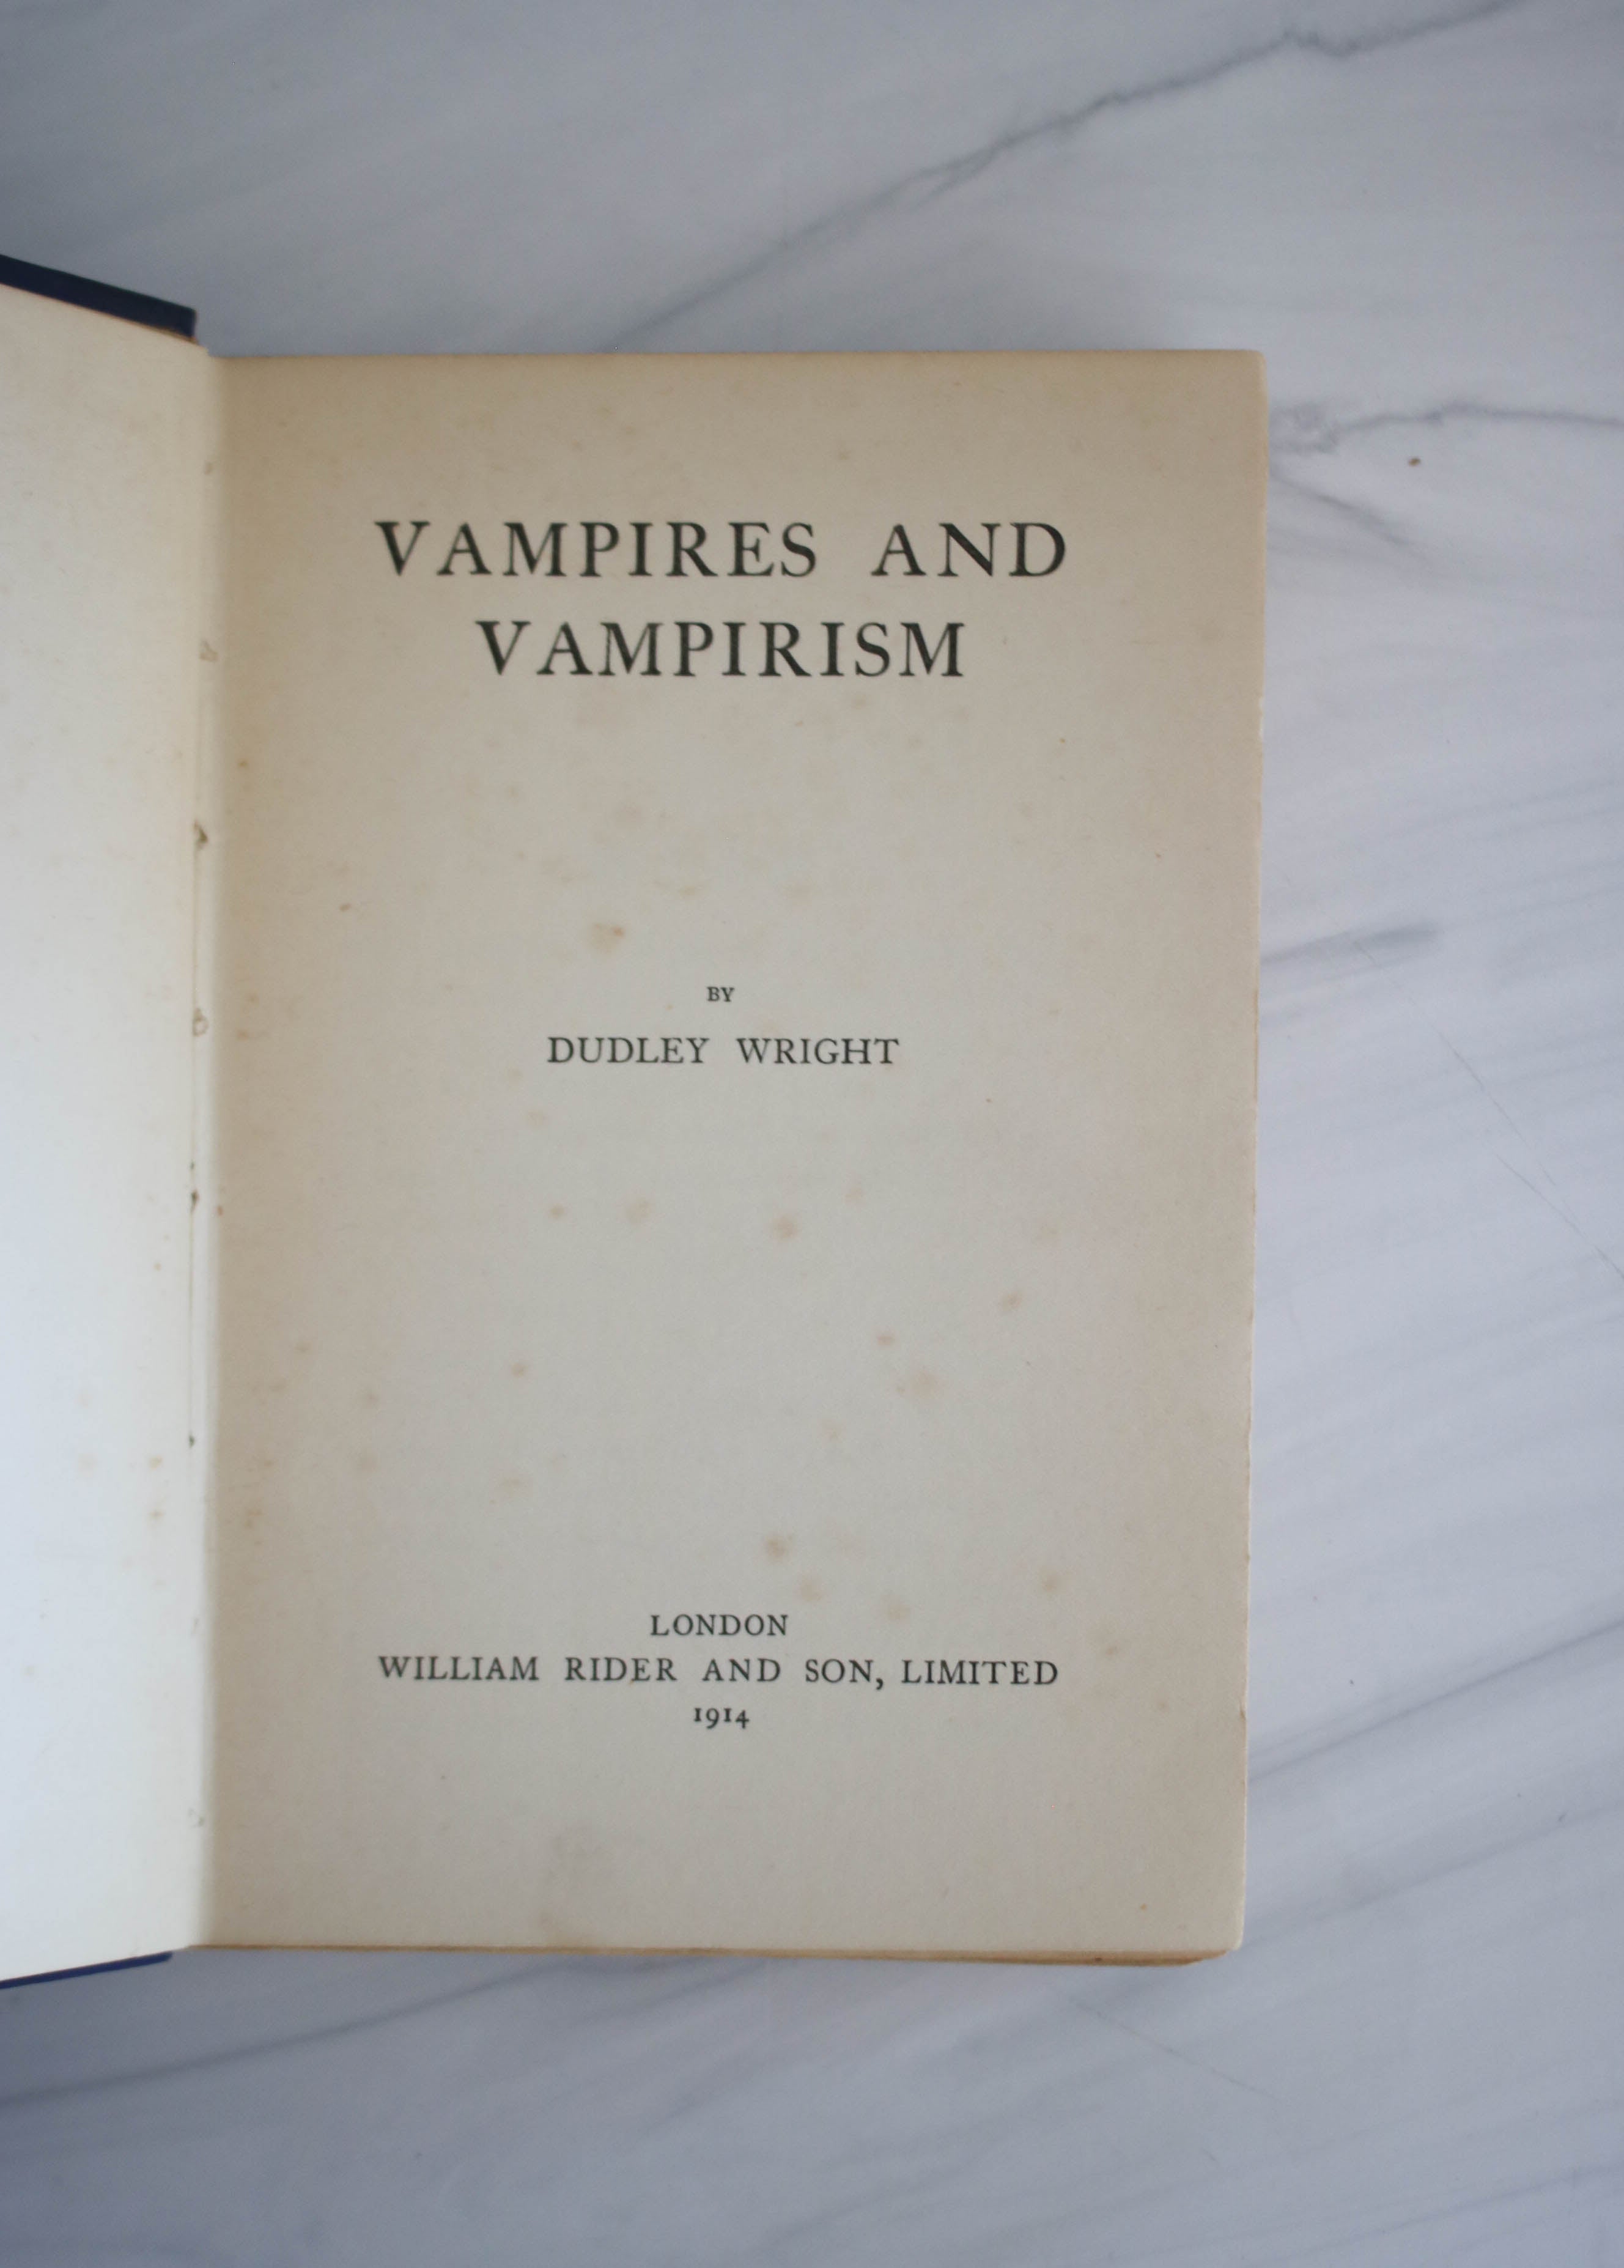 VAMPIRES AND
VAMPIRISM
BY
DUDLEY WRIGHT
LONDON
WILLIAM RIDER AND SON, LIMITED
1914